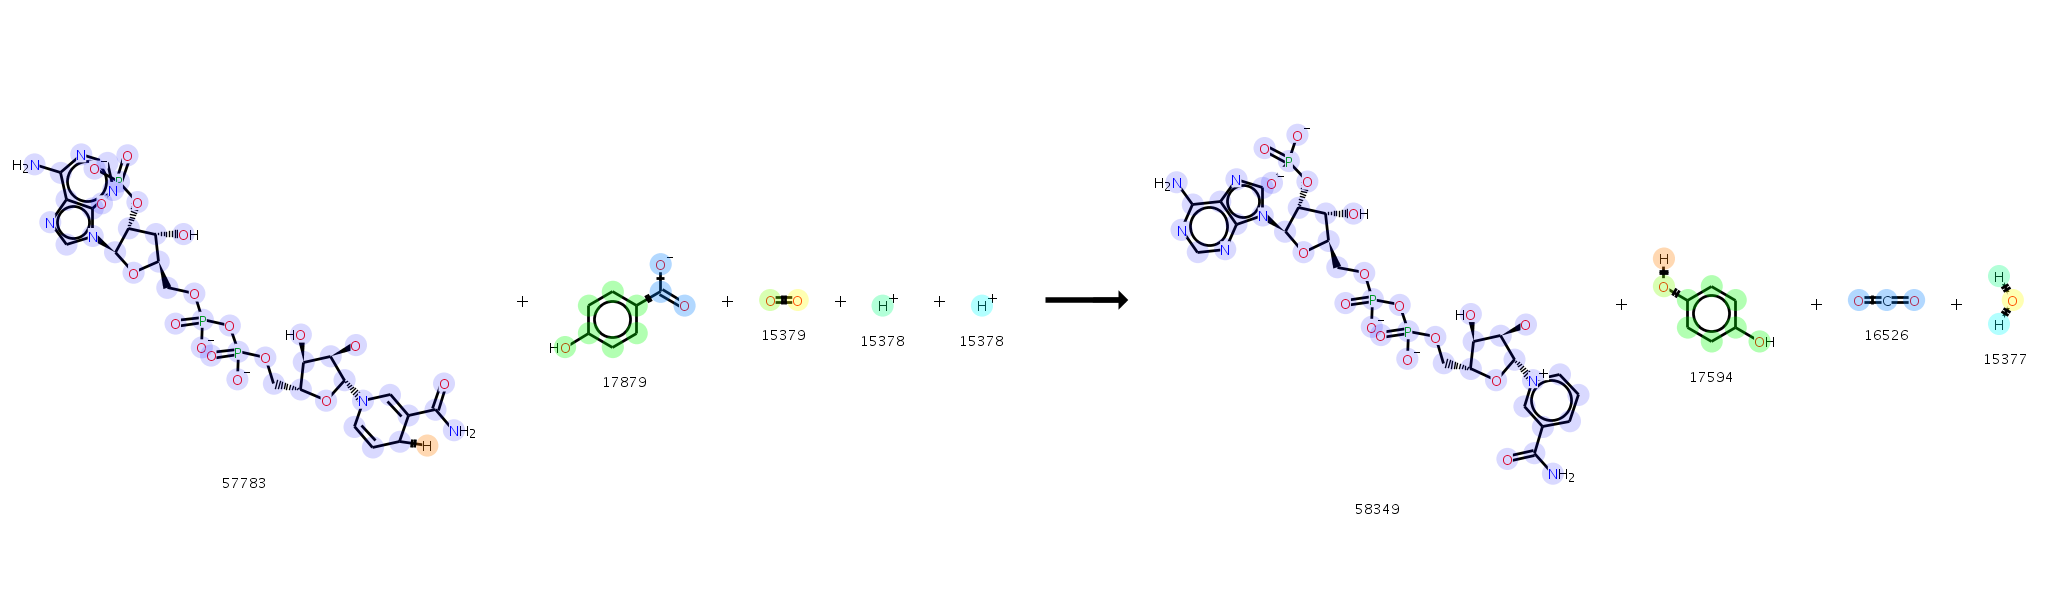 N O
H₂N O⁻ P
N
O O
N N OH
O
O
O P O
O⁻ O P O
O⁻
HO O
O
N O
NH₂
H
57783
+
O⁻
O
HO
17879
+
O O
15379
+
H⁺
15378
+
H⁺
15378
O⁻
O P
H₂N N O⁻ O
N N OH
N O
O
O P O
O⁻ O P O
O⁻
HO O
O
N⁺
O NH₂
58349
+
H
O
OH
17594
+
O C O
16526
+
H
O
H
15377